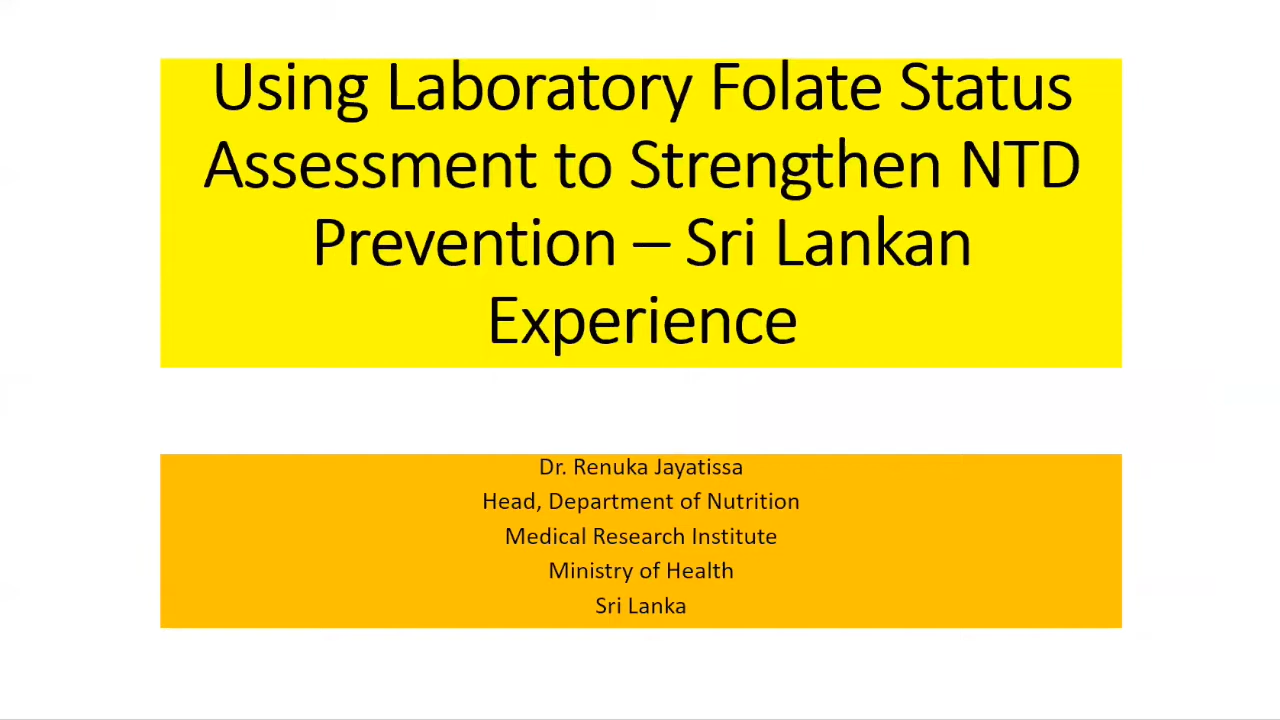 Using Laboratory Folate Status
Assessment to Strengthen NTD
Prevention – Sri Lankan
Experience
Dr. Renuka Jayatissa
Head, Department of Nutrition
Medical Research Institute
Ministry of Health
Sri Lanka